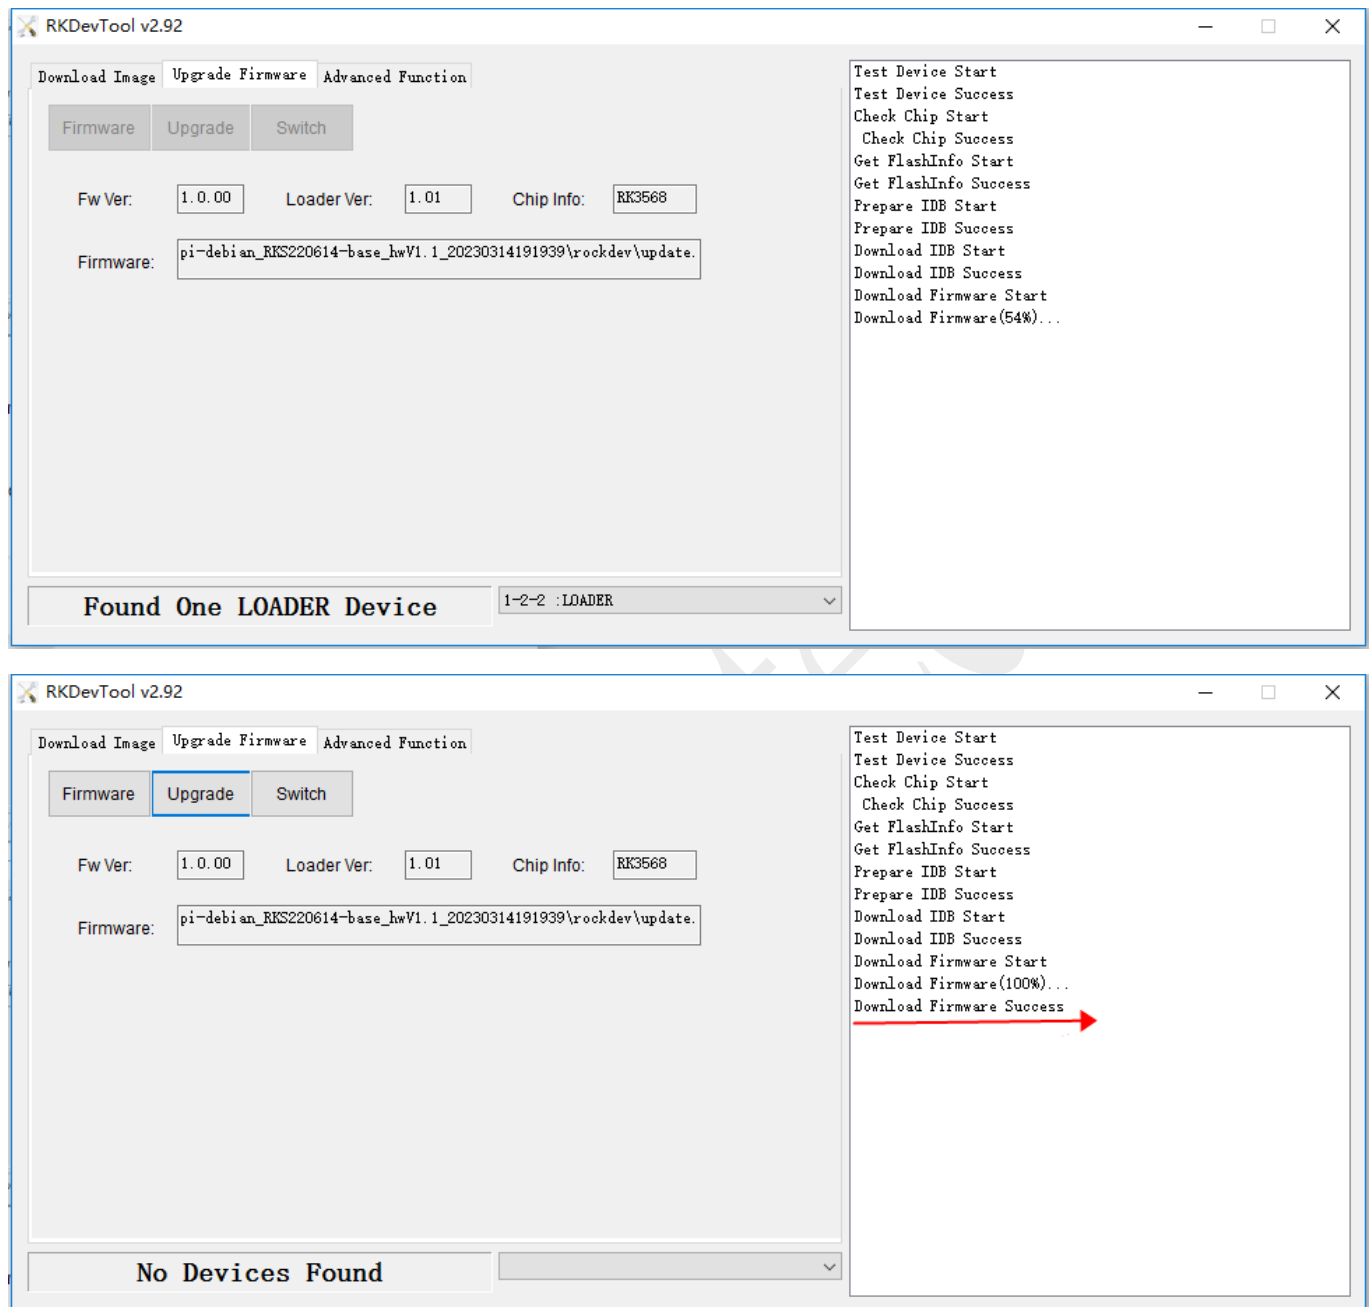 RKDevTool v2.92
Download Image Upgrade Firmware Advanced Function
Firmware Upgrade Switch
Fw Ver: 1.0.00 Loader Ver: 1.01 Chip Info: RK3568
Firmware: pi-debian_RKS220614-base_hwV1.1_20230314191939\rockdev\update.
Found One LOADER Device 1-2-2 :LOADER
Test Device Start
Test Device Success
Check Chip Start
Check Chip Success
Get FlashInfo Start
Get FlashInfo Success
Prepare IDB Start
Prepare IDB Success
Download IDB Start
Download IDB Success
Download Firmware Start
Download Firmware(54%)...
RKDevTool v2.92
Download Image Upgrade Firmware Advanced Function
Firmware Upgrade Switch
Fw Ver: 1.0.00 Loader Ver: 1.01 Chip Info: RK3568
Firmware: pi-debian_RKS220614-base_hwV1.1_20230314191939\rockdev\update.
No Devices Found
Test Device Start
Test Device Success
Check Chip Start
Check Chip Success
Get FlashInfo Start
Get FlashInfo Success
Prepare IDB Start
Prepare IDB Success
Download IDB Start
Download IDB Success
Download Firmware Start
Download Firmware(100%)...
Download Firmware Success